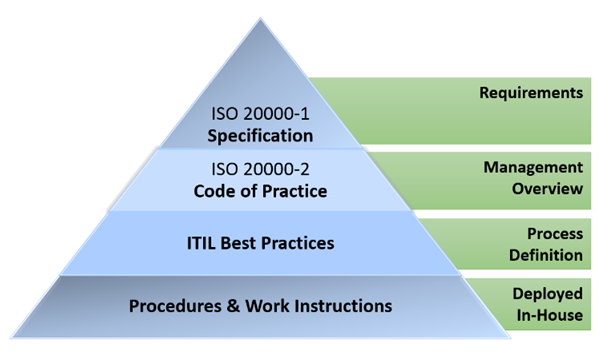 ISO 20000-1
Specification
Requirements
ISO 20000-2
Code of Practice
Management
Overview
ITIL Best Practices
Process
Definition
Procedures & Work Instructions
Deployed
In-House